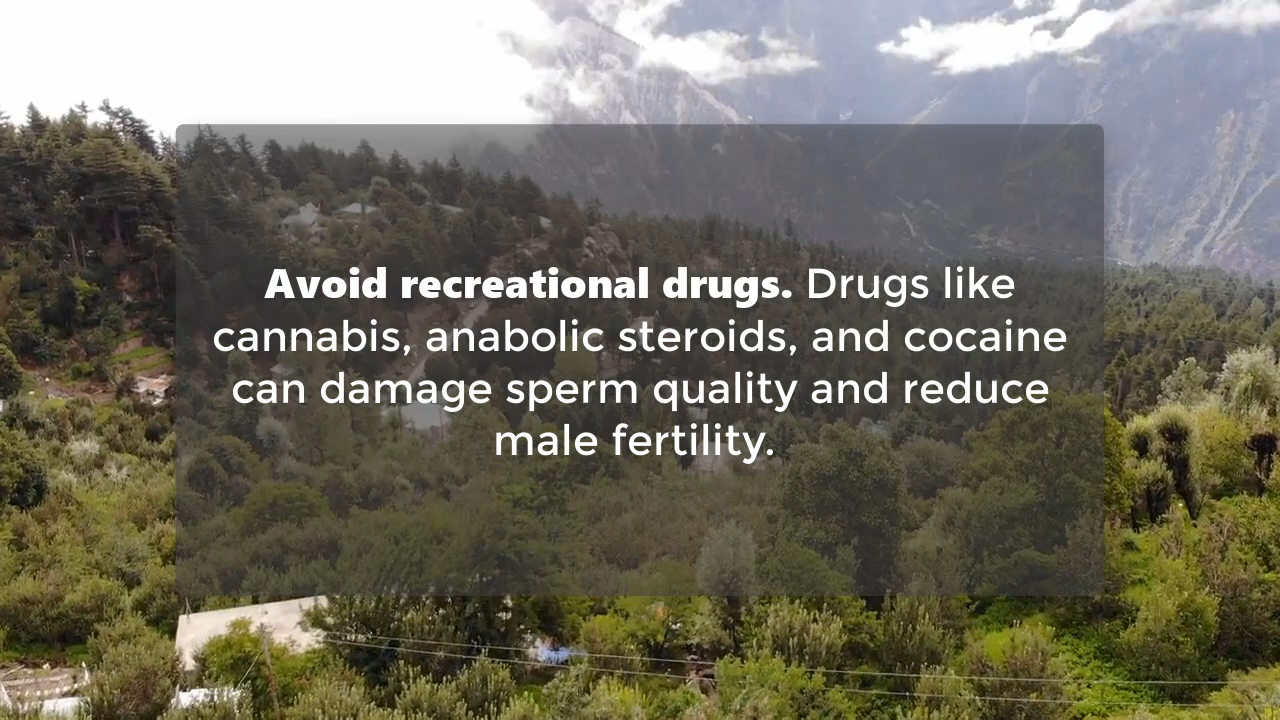 Avoid recreational drugs. Drugs like
cannabis, anabolic steroids, and cocaine
can damage sperm quality and reduce
male fertility.